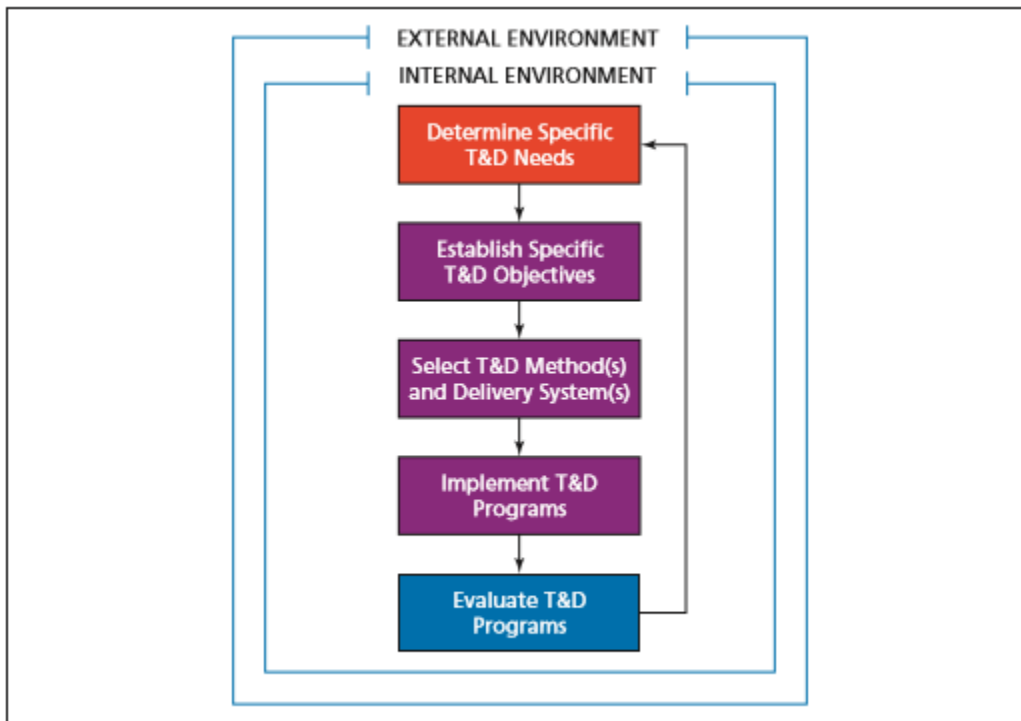 EXTERNAL ENVIRONMENT
INTERNAL ENVIRONMENT
Determine Specific
T&D Needs
Establish Specific
T&D Objectives
Select T&D Method(s)
and Delivery System(s)
Implement T&D
Programs
Evaluate T&D
Programs